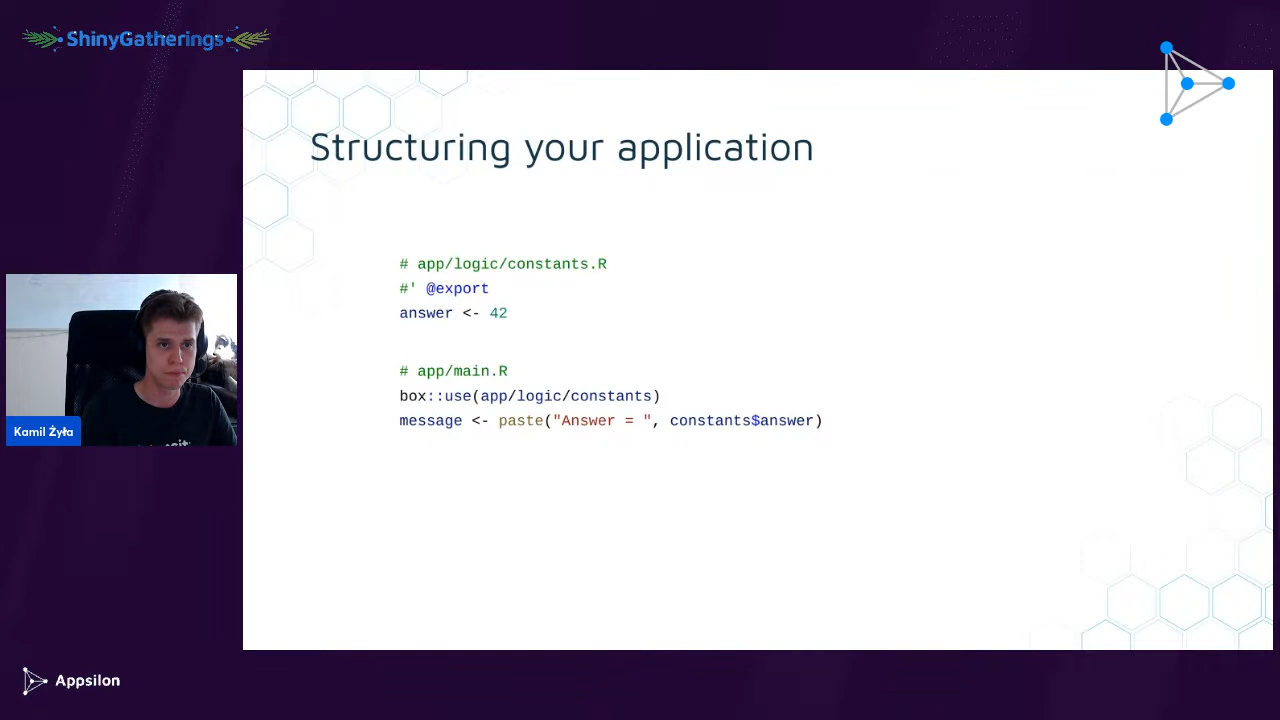 ShinyGatherings
Structuring your application
# app/logic/constants.R
#' @export
answer <- 42
# app/main.R
box::use(app/logic/constants)
message <- paste("Answer = ", constants$answer)
Kamil Żyła
Appsilon